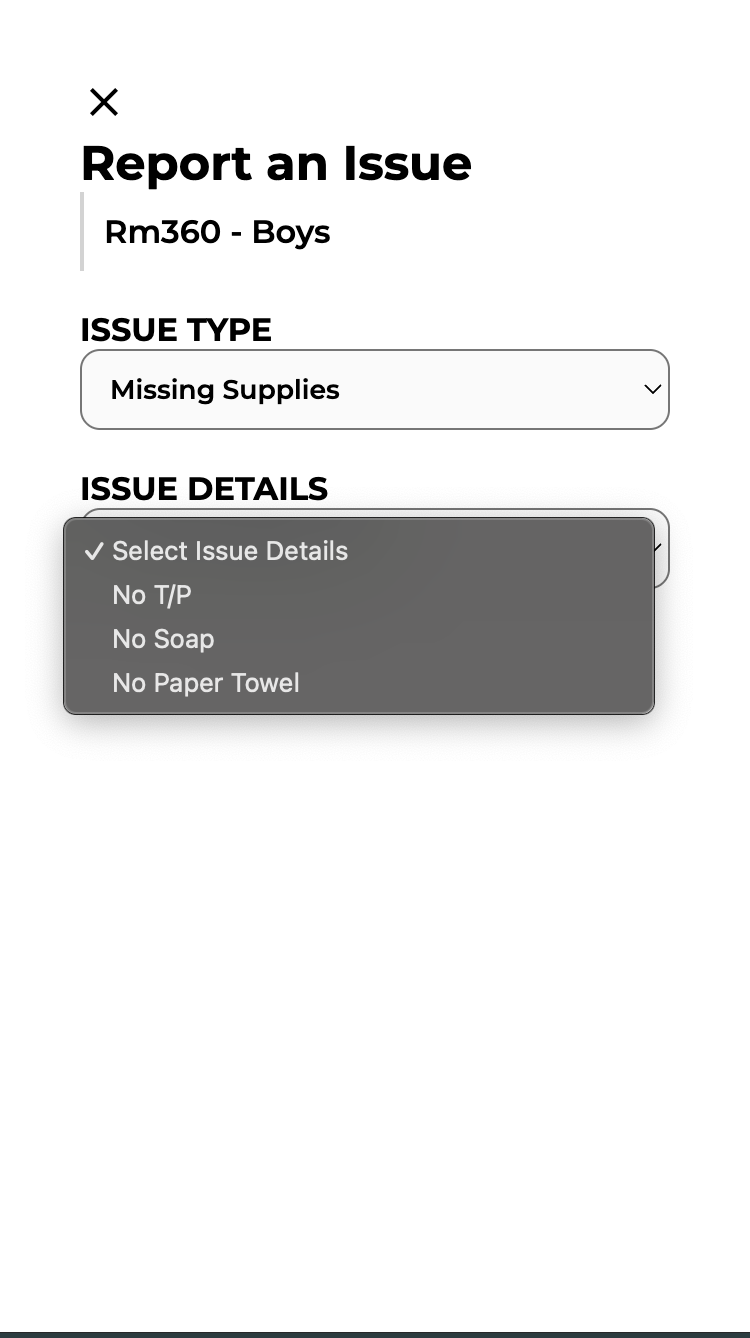 Report an Issue
Rm360 - Boys
ISSUE TYPE
Missing Supplies
ISSUE DETAILS
Select Issue Details
No T/P
No Soap
No Paper Towel